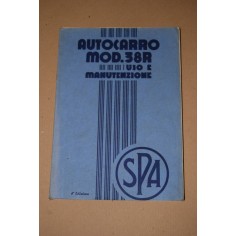 AUTOCARRO
MOD.38R
USO E
MANUTENZIONE
SPA